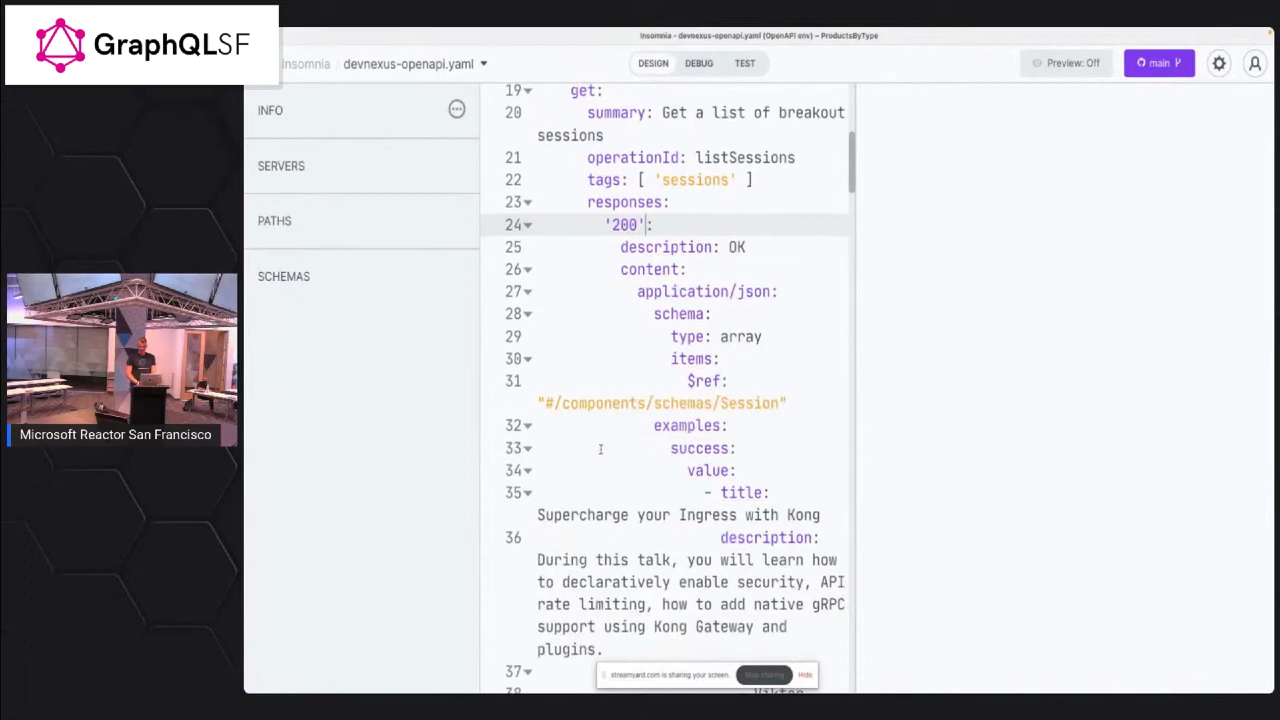 GraphQLSF
Insomnia - devnexus-openapi.yaml (OpenAPI env) – ProductsByType
Insomnia devnexus-openapi.yaml
DESIGN DEBUG TEST
Preview: Off
main
INFO
SERVERS
PATHS
SCHEMAS
19 get:
20 summary: Get a list of breakout
sessions
21 operationId: listSessions
22 tags: [ 'sessions' ]
23 responses:
24 '200':
25 description: OK
26 content:
27 application/json:
28 schema:
29 type: array
30 items:
31 $ref:
"#/components/schemas/Session"
32 examples:
33 success:
34 value:
35 - title:
Supercharge your Ingress with Kong
36 description:
During this talk, you will learn how
to declaratively enable security, API
rate limiting, how to add native gRPC
support using Kong Gateway and
plugins.
37
streamyard.com is sharing your screen. Stop sharing Hide
Microsoft Reactor San Francisco